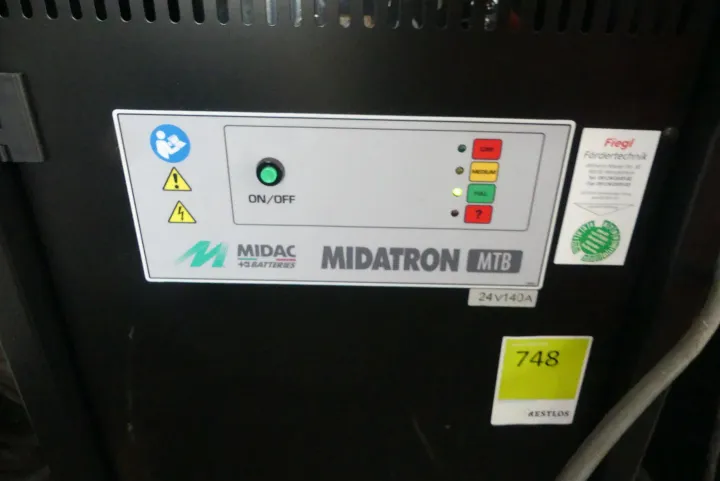 LOW
MEDIUM
FULL
?
ON/OFF
MIDAC
BATTERIES
MIDATRON MTB
24V140A
Fiegl
Fördertechnik
748
RESTLOS